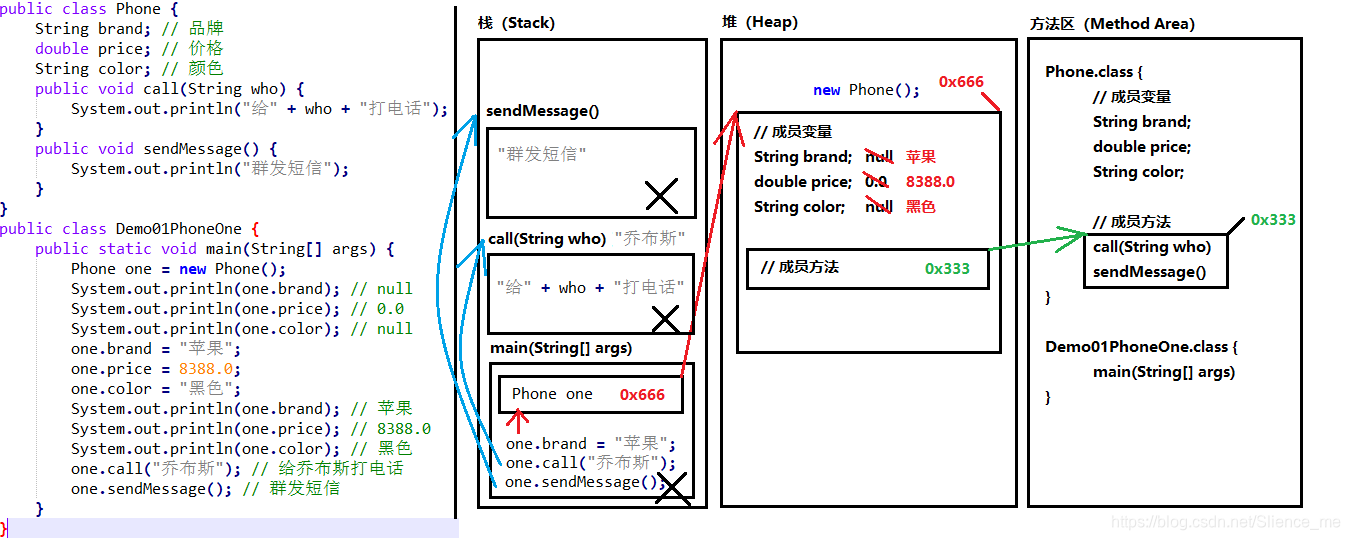 public class Phone {
String brand; // 品牌
double price; // 价格
String color; // 颜色
public void call(String who) {
System.out.println("给" + who + "打电话");
}
public void sendMessage() {
System.out.println("群发短信");
}
}
public class Demo01PhoneOne {
public static void main(String[] args) {
Phone one = new Phone();
System.out.println(one.brand); // null
System.out.println(one.price); // 0.0
System.out.println(one.color); // null
one.brand = "苹果";
one.price = 8388.0;
one.color = "黑色";
System.out.println(one.brand); // 苹果
System.out.println(one.price); // 8388.0
System.out.println(one.color); // 黑色
one.call("乔布斯"); // 给乔布斯打电话
one.sendMessage(); // 群发短信
}
}
栈（Stack）
sendMessage()
"群发短信"
call(String who) "乔布斯"
"给" + who + "打电话"
main(String[] args)
Phone one 0x666
one.brand = "苹果";
one.call("乔布斯");
one.sendMessage();
堆（Heap）
0x666
new Phone();
// 成员变量
String brand; null 苹果
double price; 0.0 8388.0
String color; null 黑色
// 成员方法 0x333
方法区（Method Area）
Phone.class {
// 成员变量
String brand;
double price;
String color;
// 成员方法 0x333
call(String who)
sendMessage()
}
Demo01PhoneOne.class {
main(String[] args)
}
https://blog.csdn.net/Slience_me